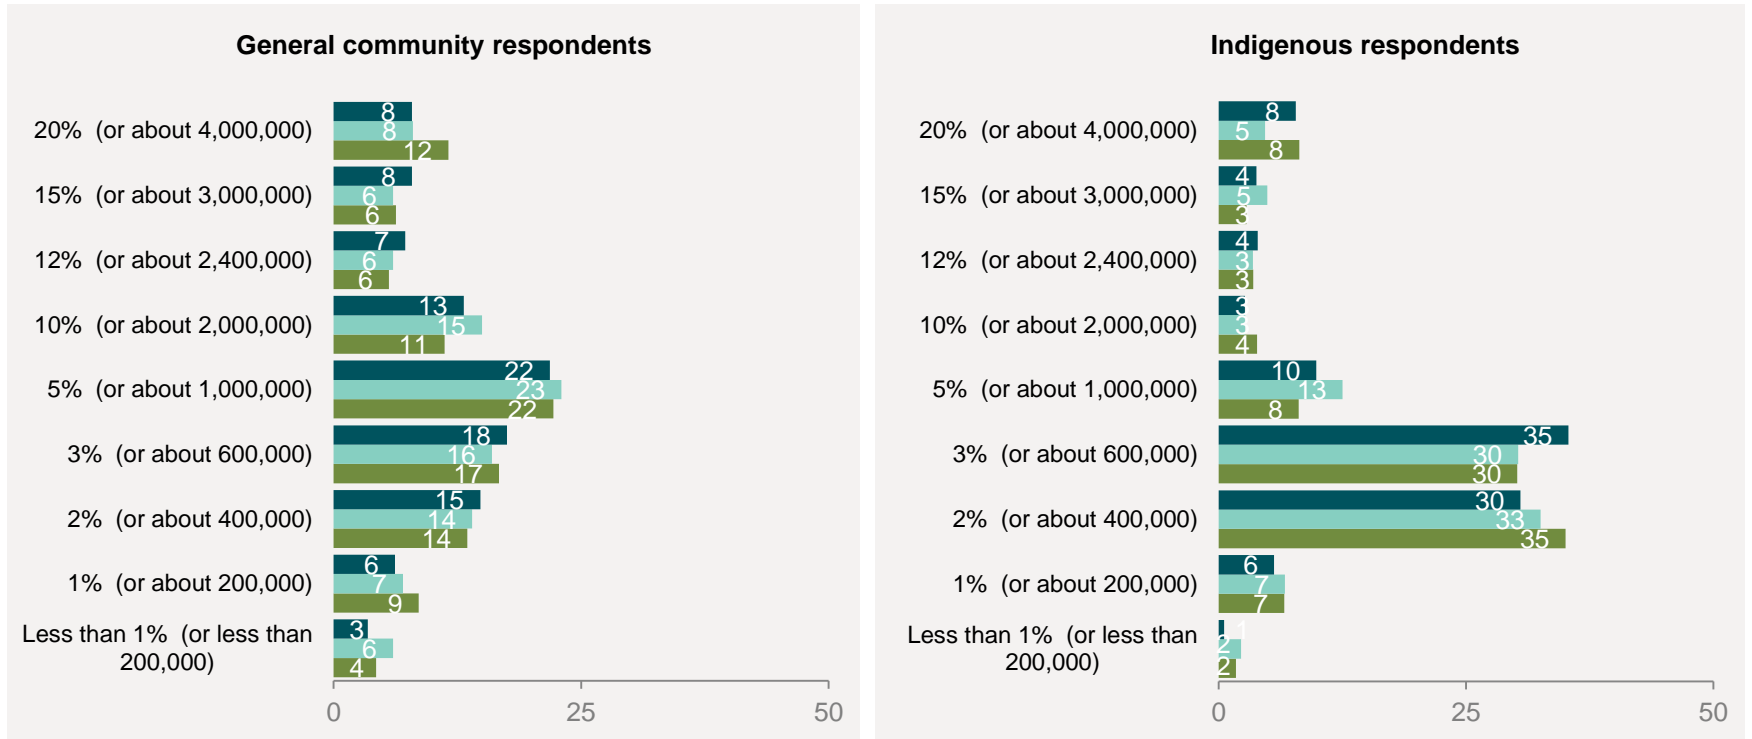 General community respondents
20%  (or about 4,000,000)
8
8
12
15%  (or about 3,000,000)
8
6
6
12%  (or about 2,400,000)
7
6
6
10%  (or about 2,000,000)
13
15
11
5%  (or about 1,000,000)
22
23
22
3%  (or about 600,000)
18
16
17
2%  (or about 400,000)
15
14
14
1%  (or about 200,000)
6
7
9
Less than 1%  (or less than
200,000)
3
6
4
0 25 50
Indigenous respondents
20%  (or about 4,000,000)
8
5
8
15%  (or about 3,000,000)
4
5
3
12%  (or about 2,400,000)
4
3
3
10%  (or about 2,000,000)
3
3
4
5%  (or about 1,000,000)
10
13
8
3%  (or about 600,000)
35
30
30
2%  (or about 400,000)
30
33
35
1%  (or about 200,000)
6
7
7
Less than 1%  (or less than
200,000)
1
2
2
0 25 50